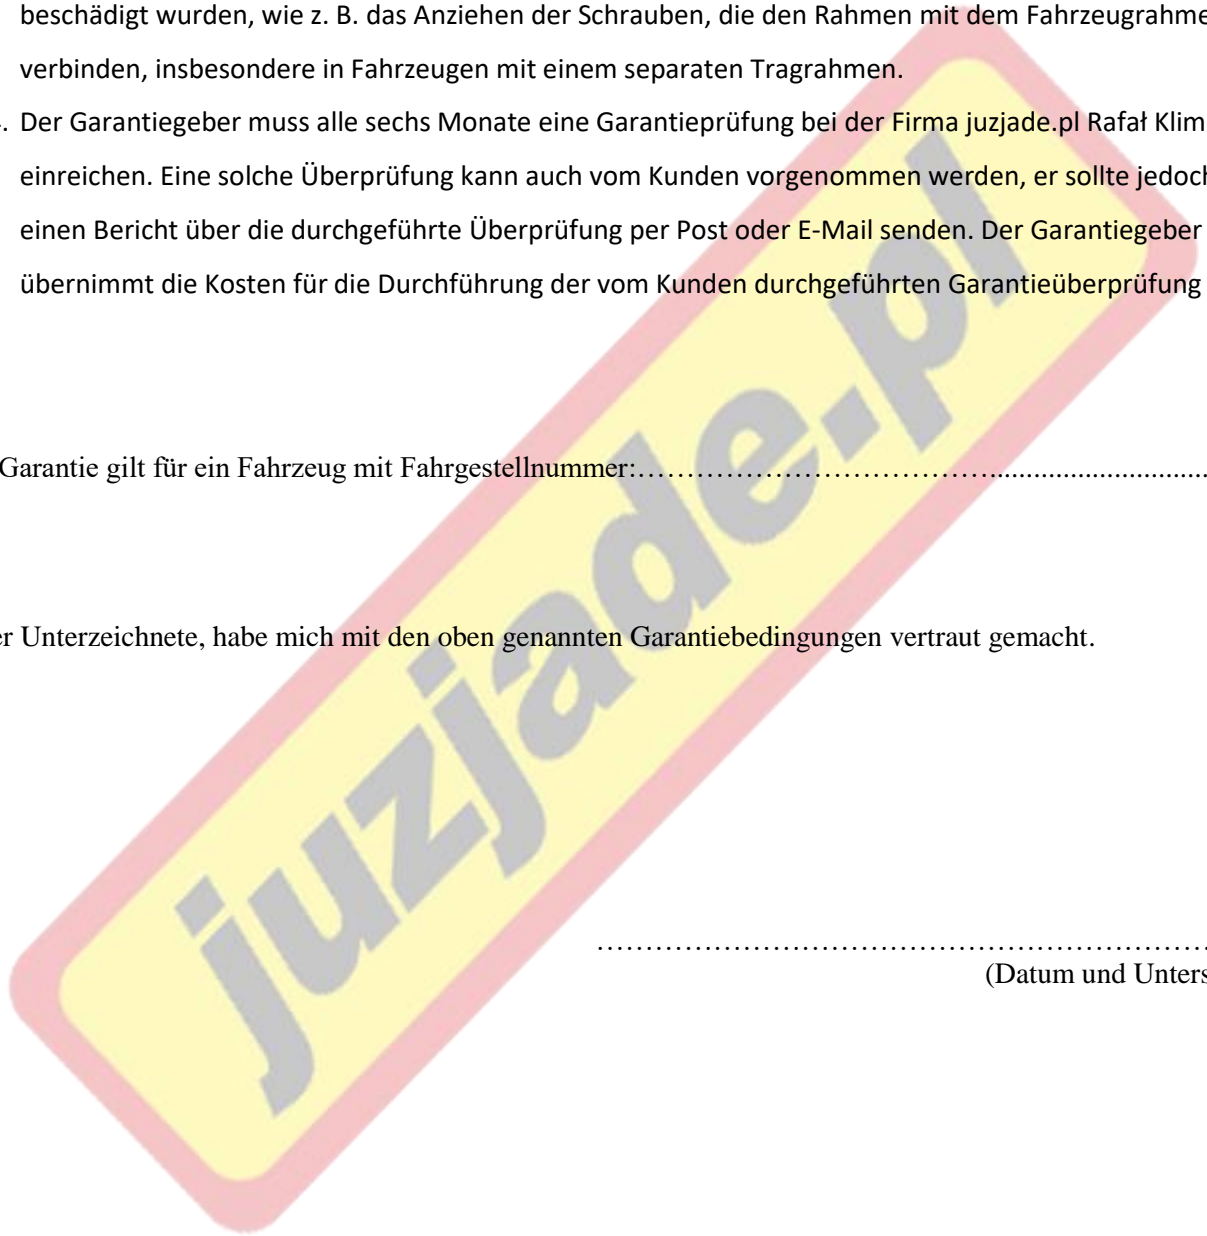 beschädigt wurden, wie z. B. das Anziehen der Schrauben, die den Rahmen mit dem Fahrzeugrahme
verbinden, insbesondere in Fahrzeugen mit einem separaten Tragrahmen.
. Der Garantiegeber muss alle sechs Monate eine Garantieprüfung bei der Firma juzjade.pl Rafał Klim
einreichen. Eine solche Überprüfung kann auch vom Kunden vorgenommen werden, er sollte jedoch
einen Bericht über die durchgeführte Überprüfung per Post oder E-Mail senden. Der Garantiegeber
übernimmt die Kosten für die Durchführung der vom Kunden durchgeführten Garantieüberprüfung
Garantie gilt für ein Fahrzeug mit Fahrgestellnummer:………………………………..............................
er Unterzeichnete, habe mich mit den oben genannten Garantiebedingungen vertraut gemacht.
juzjade.pl
………………………………………………………
(Datum und Unters